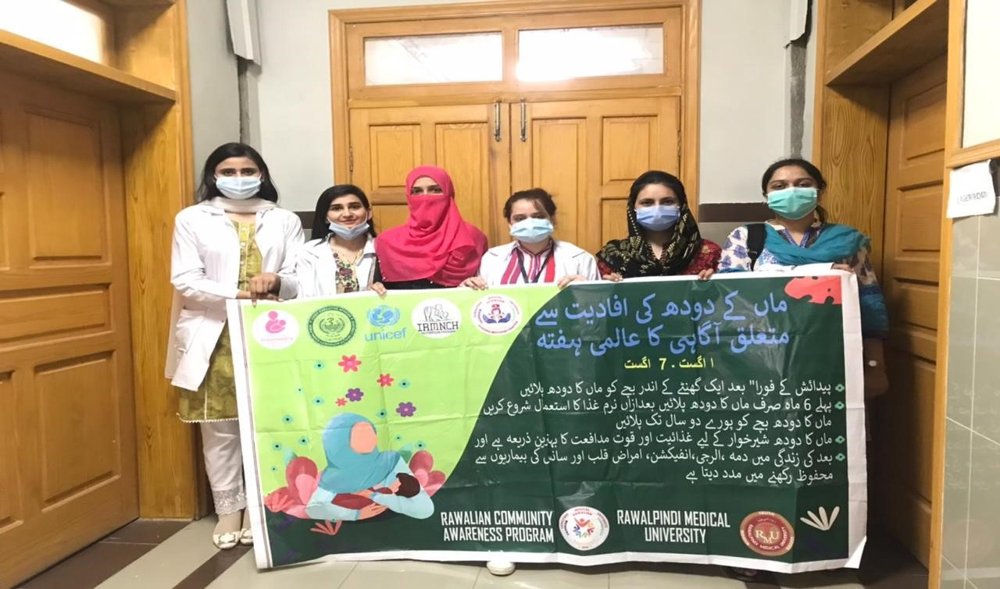 unicef
IRMNCH
ماں کے دودھ کی افادیت سے
متعلق آگاہی کا عالمی ہفتہ
۱ اگست . 7 اگست
پیدائش کے فورا" بعد ایک گھنٹے کے اندر بچے کو ماں کا دودھ پلائیں
پہلے 6 ماہ صرف ماں کا دودھ پلائیں بعدازاں نرم غذا کا استعمال شروع کریں
ماں کا دودھ بچے کو پورے دو سال تک پلائیں
ماں کا دودھ شیرخوار کے لیے غذائیت اور قوت مدافعت کا بہترین ذریعہ ہے اور
بعد کی زندگی میں دمہ ،الرجی،انفیکشن، امراض قلب اور سانس کی بیماریوں سے
محفوظ رکھنے میں مدد دیتا ہے
RAWALIAN COMMUNITY
AWARENESS PROGRAM
RAWALPINDI MEDICAL
UNIVERSITY
RMU